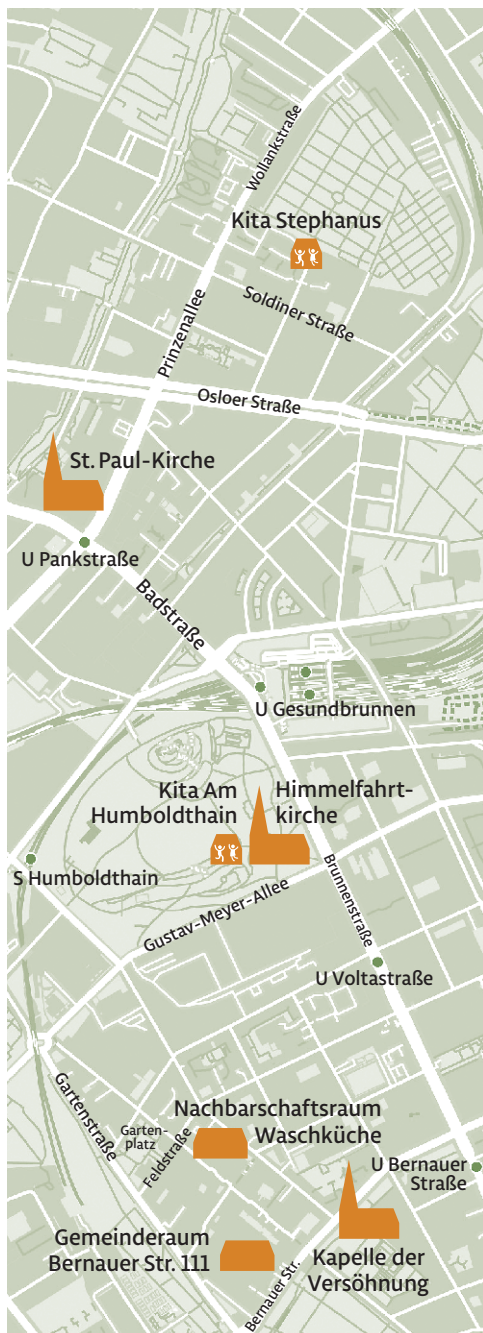 Wollankstraße
Kita Stephanus
Soldiner Straße
Prinzenallee
Osloer Straße
St. Paul-Kirche
U Pankstraße
Badstraße
U Gesundbrunnen
Kita Am
Humboldthain
Himmelfahrt-
kirche
S Humboldthain
Gustav-Meyer-Allee
Brunnenstraße
U Voltastraße
Gartenstraße
Nachbarschaftsraum
Waschküche
Garten-
platz
Feldstraße
U Bernauer
Straße
Gemeinderaum
Bernauer Str. 111
Bernauer Str.
Kapelle der
Versöhnung